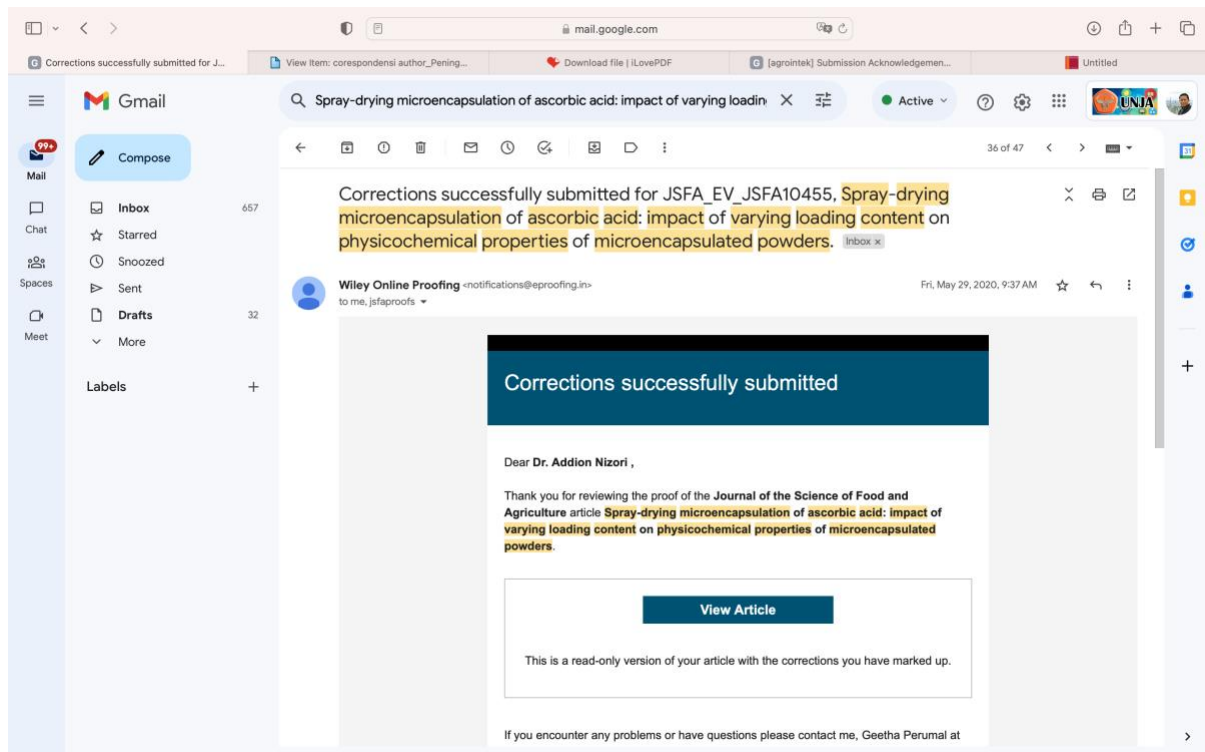 mail.google.com
Corrections successfully submitted for J...
View Item: corespondensi author_Pening...
Download file | iLovePDF
[agrointek] Submission Acknowledgemen...
Untitled
Gmail
Spray-drying microencapsulation of ascorbic acid: impact of varying loadin
Active
UNJA
99+
Mail
Chat
Spaces
Meet
Compose
Inbox 657
Starred
Snoozed
Sent
Drafts 32
More
Labels
36 of 47
31
Corrections successfully submitted for JSFA_EV_JSFA10455, Spray-drying
microencapsulation of ascorbic acid: impact of varying loading content on
physicochemical properties of microencapsulated powders. Inbox x
Wiley Online Proofing <notifications@eproofing.in> Fri, May 29, 2020, 9:37 AM
to me, jsfaproofs
Corrections successfully submitted
Dear Dr. Addion Nizori ,
Thank you for reviewing the proof of the Journal of the Science of Food and
Agriculture article Spray-drying microencapsulation of ascorbic acid: impact of
varying loading content on physicochemical properties of microencapsulated
powders.
View Article
This is a read-only version of your article with the corrections you have marked up.
If you encounter any problems or have questions please contact me, Geetha Perumal at